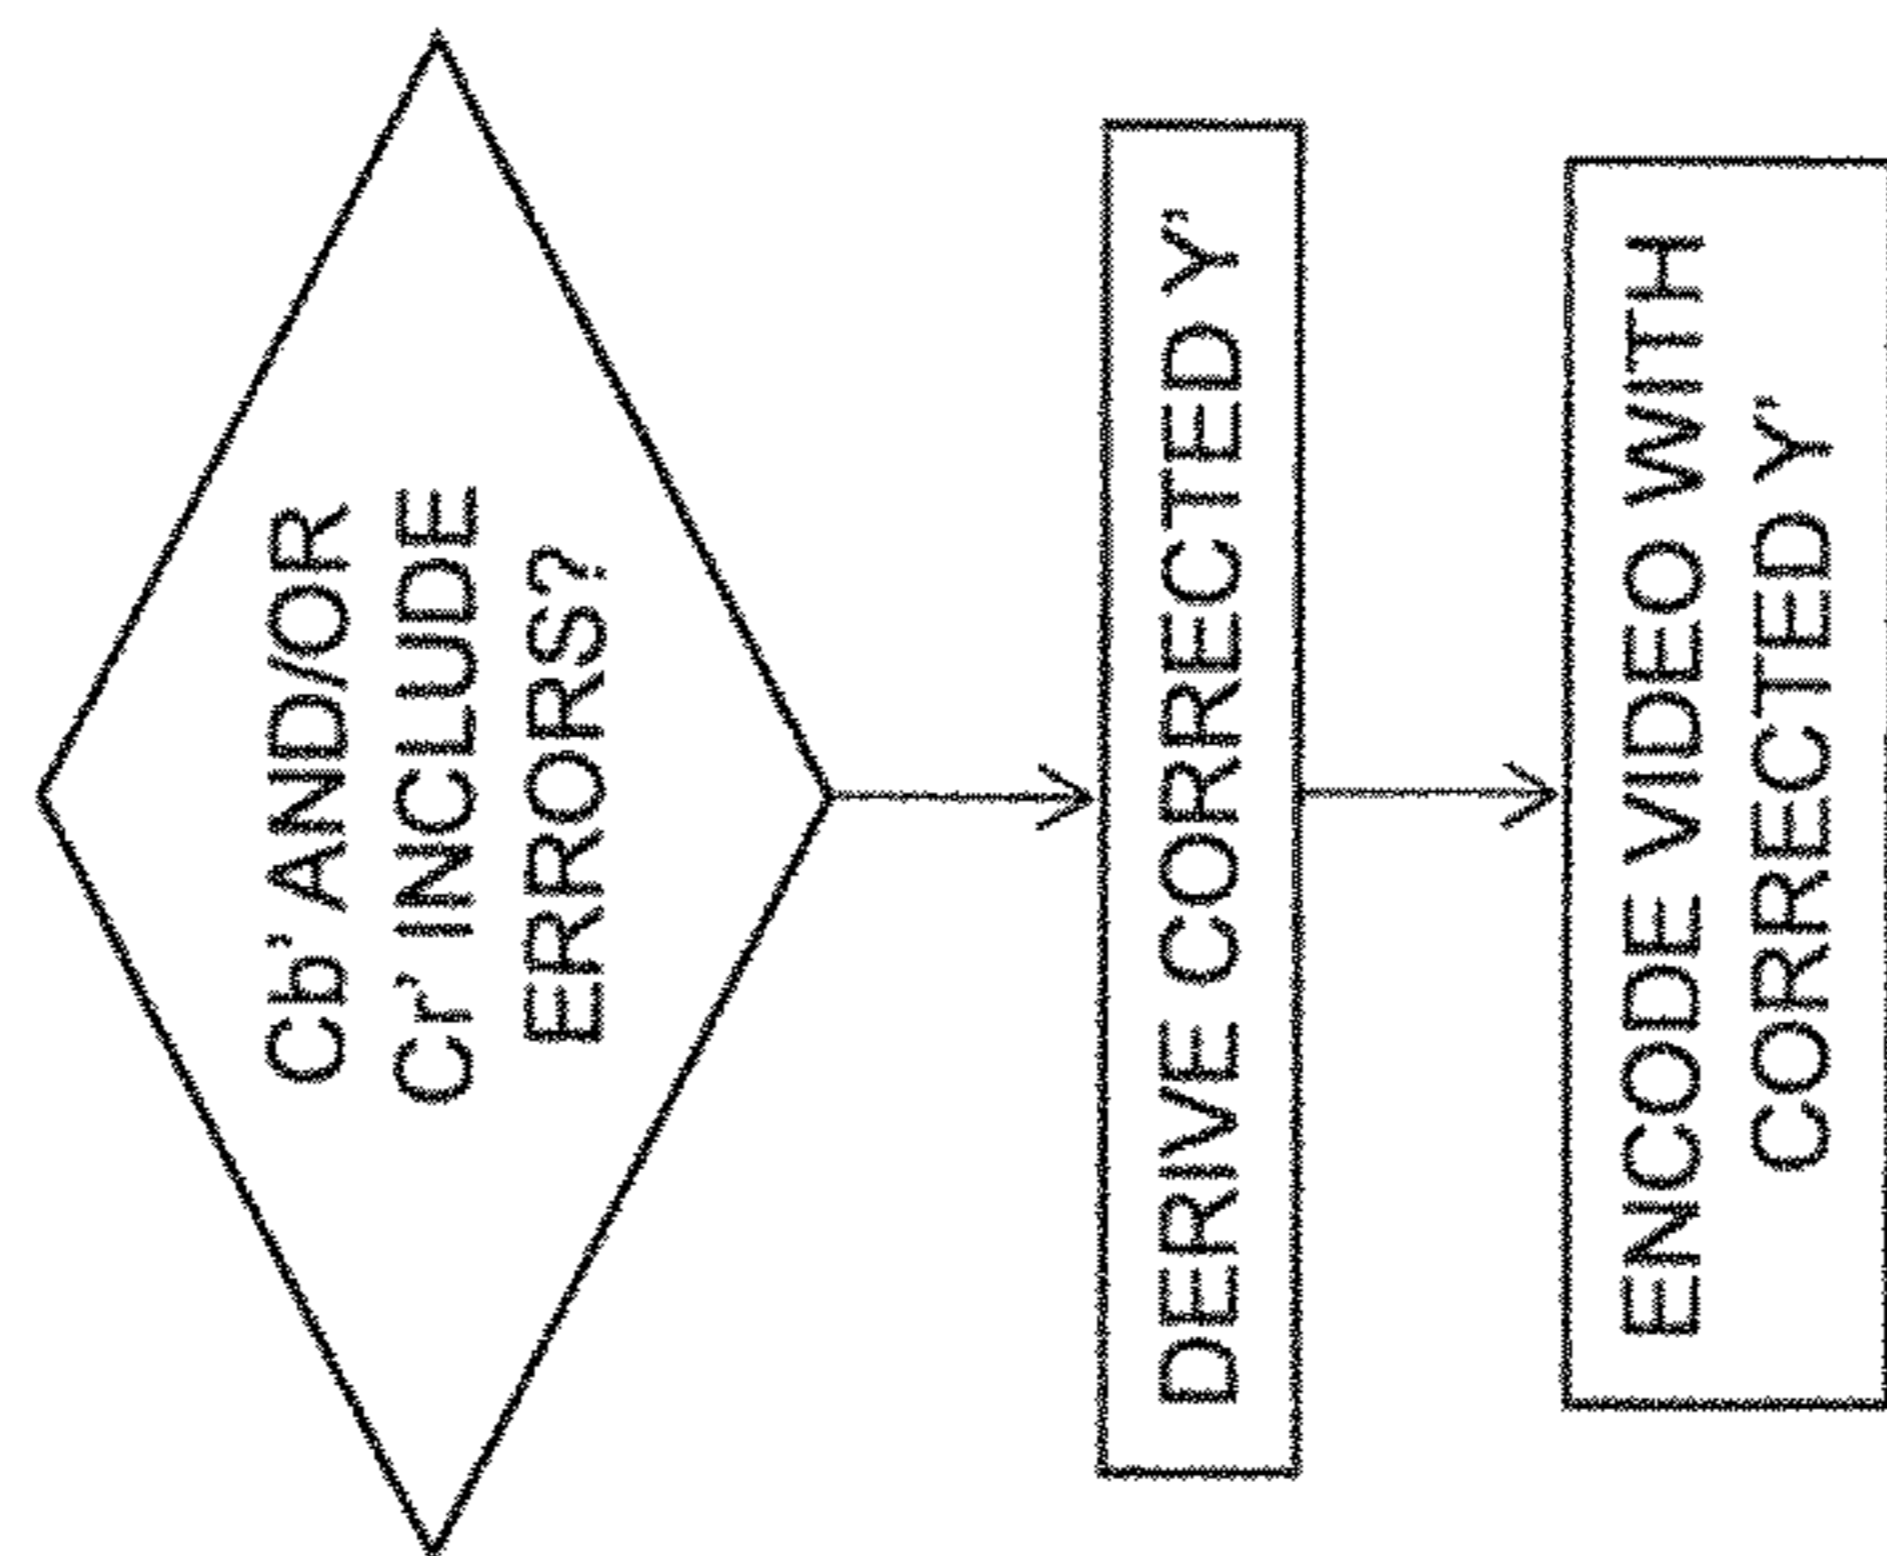 Cb' AND/OR
Cr' INCLUDE
ERRORS?
DERIVE CORRECTED Y'
ENCODE VIDEO WITH
CORRECTED Y'